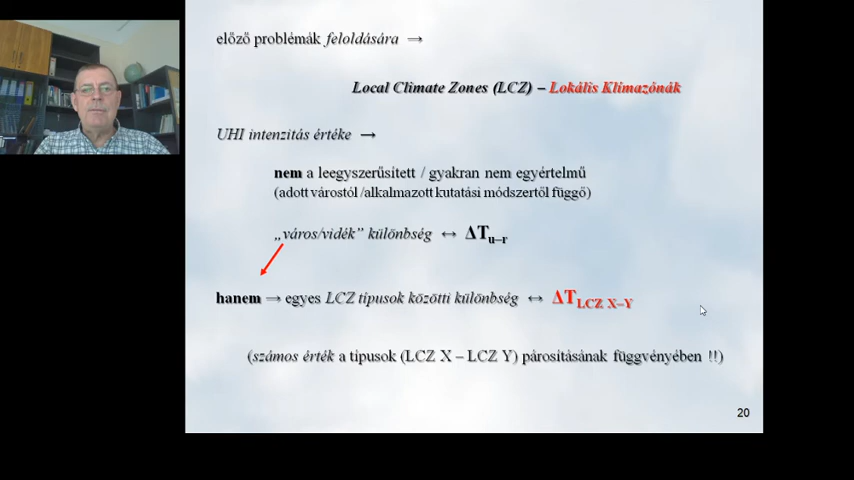 előző problémák feloldására →
Local Climate Zones (LCZ) – Lokális Klímazónák
UHI intenzitás értéke →
nem a leegyszerűsített / gyakran nem egyértelmű
(adott várostól /alkalmazott kutatási módszertől függő)
„város/vidék” különbség ↔ ΔTu–r
hanem → egyes LCZ típusok közötti különbség ↔ ΔTLCZ X–Y
(számos érték a típusok (LCZ X – LCZ Y) párosításának függvényében !!)
20